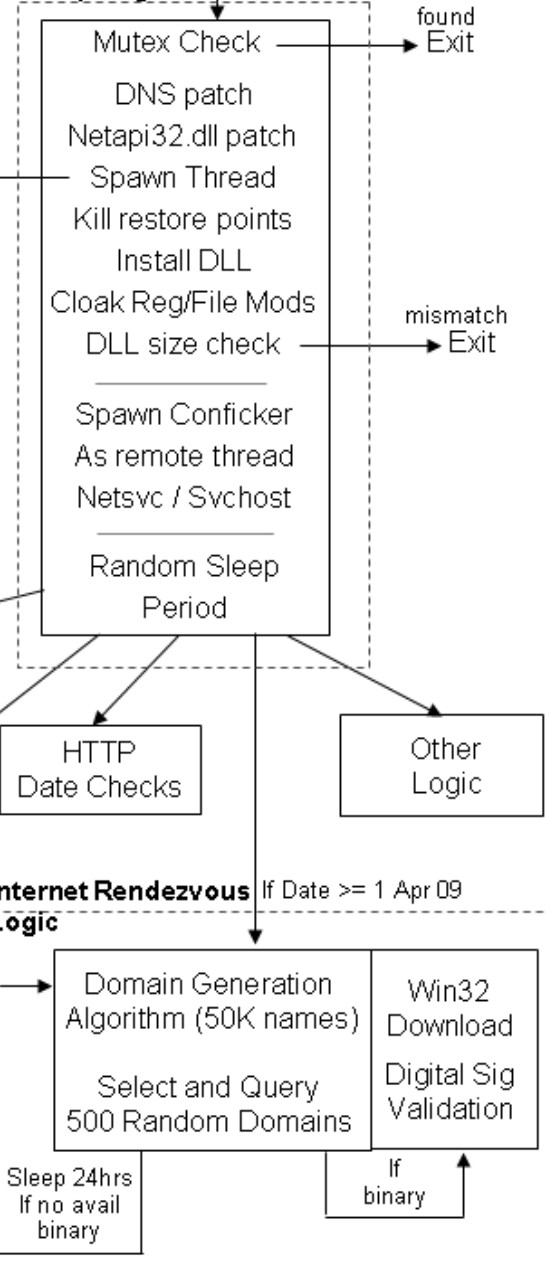 found
Mutex Check
Exit
DNS patch
Netapi32.dll patch
Spawn Thread
Kill restore points
Install DLL
Cloak Reg/File Mods
mismatch
DLL size check
Exit
Spawn Conficker
As remote thread
Netsvc / Svchost
Random Sleep
Period
HTTP
Date Checks
Other
Logic
nternet Rendezvous
If Date >= 1 Apr 09
ogic
Domain Generation
Algorithm (50K names)
Select and Query
500 Random Domains
Win32
Download
Digital Sig
Validation
Sleep 24hrs
If no avail
binary
If
binary